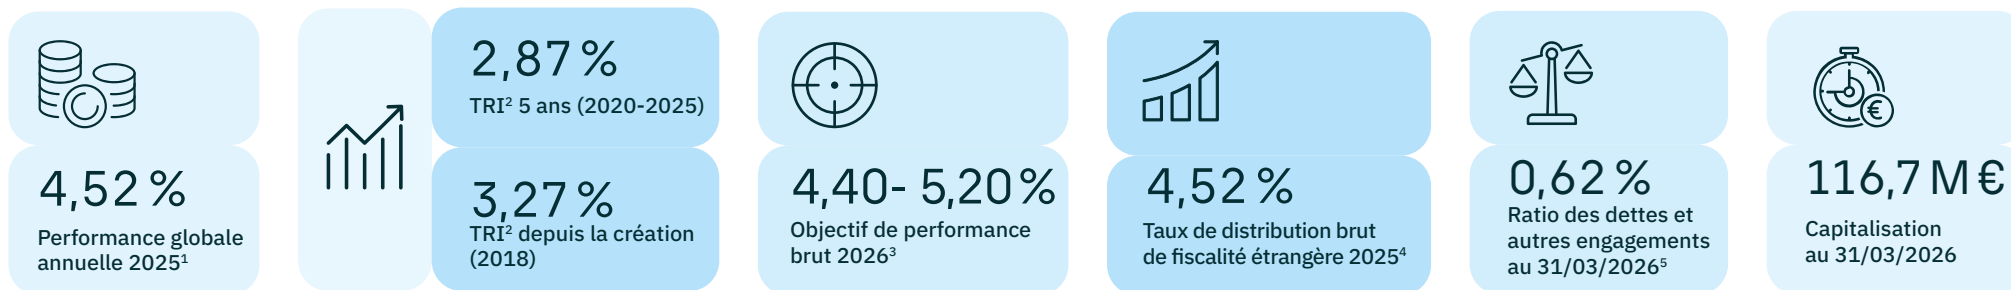 4,52 %
Performance globale
annuelle 2025¹
2,87 %
TRI² 5 ans (2020-2025)
3,27 %
TRI² depuis la création
(2018)
4,40- 5,20 %
Objectif de performance
brut 2026³
4,52 %
Taux de distribution brut
de fiscalité étrangère 2025⁴
0,62 %
Ratio des dettes et
autres engagements
au 31/03/2026⁵
€
116,7 M €
Capitalisation
au 31/03/2026